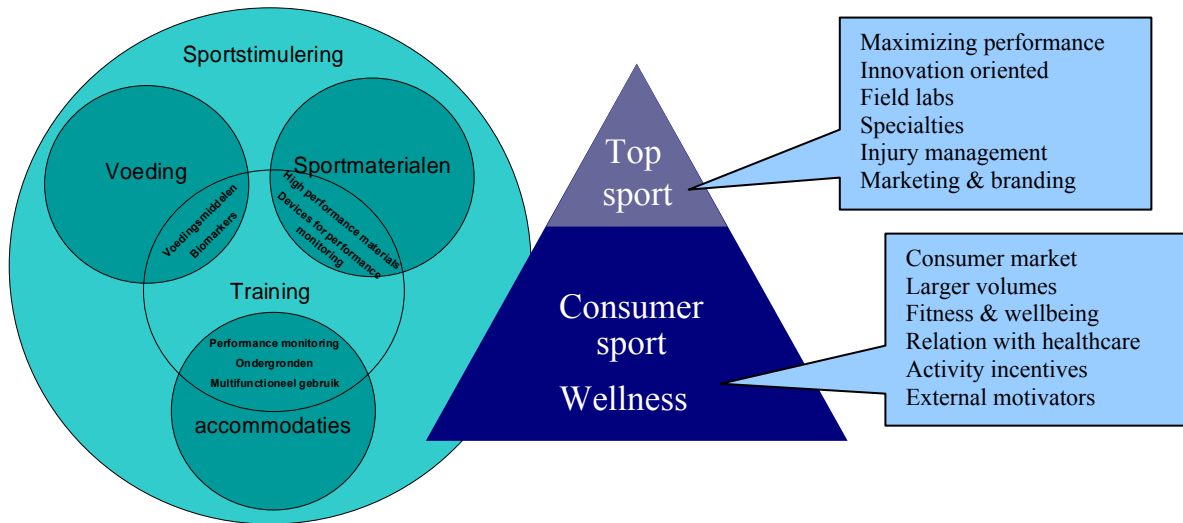 Sportstimulering
Voeding
Sportmaterialen
Voedingsmiddelen
Biomarkers
High performance materials
Devices for performance
monitoring
Training
Performance monitoring
Ondergronden
Multifunctioneel gebruik
accommodaties
Top
sport
Consumer
sport
Wellness
Maximizing performance
Innovation oriented
Field labs
Specialties
Injury management
Marketing & branding
Consumer market
Larger volumes
Fitness & wellbeing
Relation with healthcare
Activity incentives
External motivators